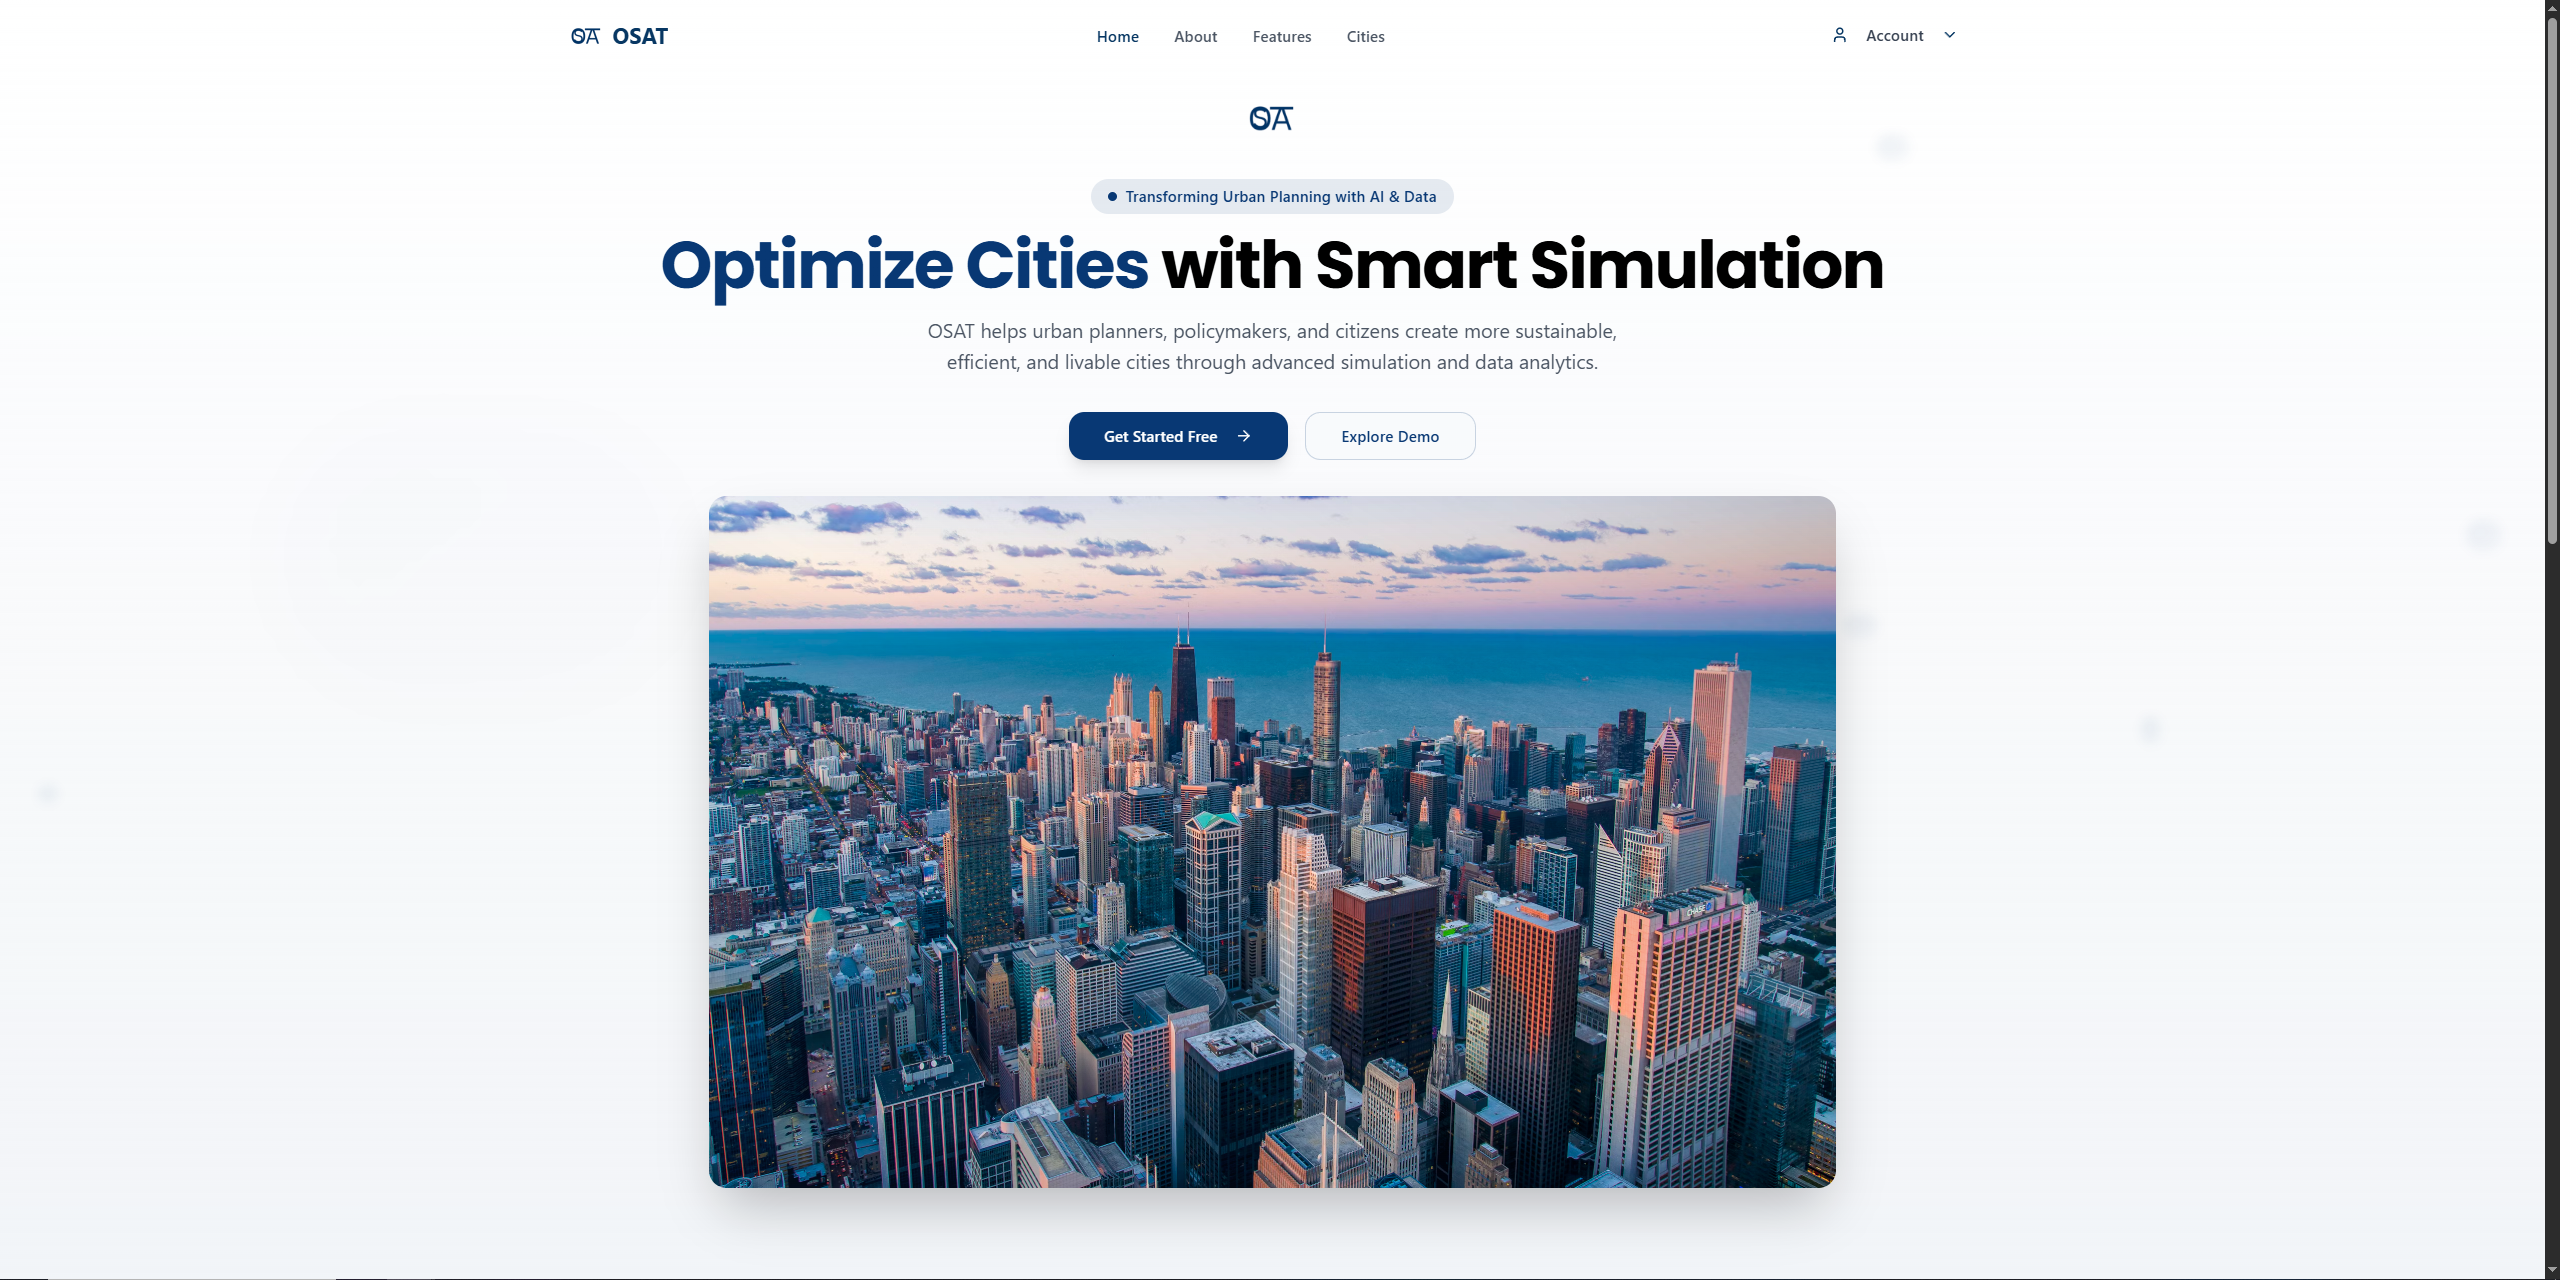 OSAT
Home
About
Features
Cities
Account
Transforming Urban Planning with AI & Data
Optimize Cities with Smart Simulation
OSAT helps urban planners, policymakers, and citizens create more sustainable,
efficient, and livable cities through advanced simulation and data analytics.
Get Started Free
Explore Demo
CHASE